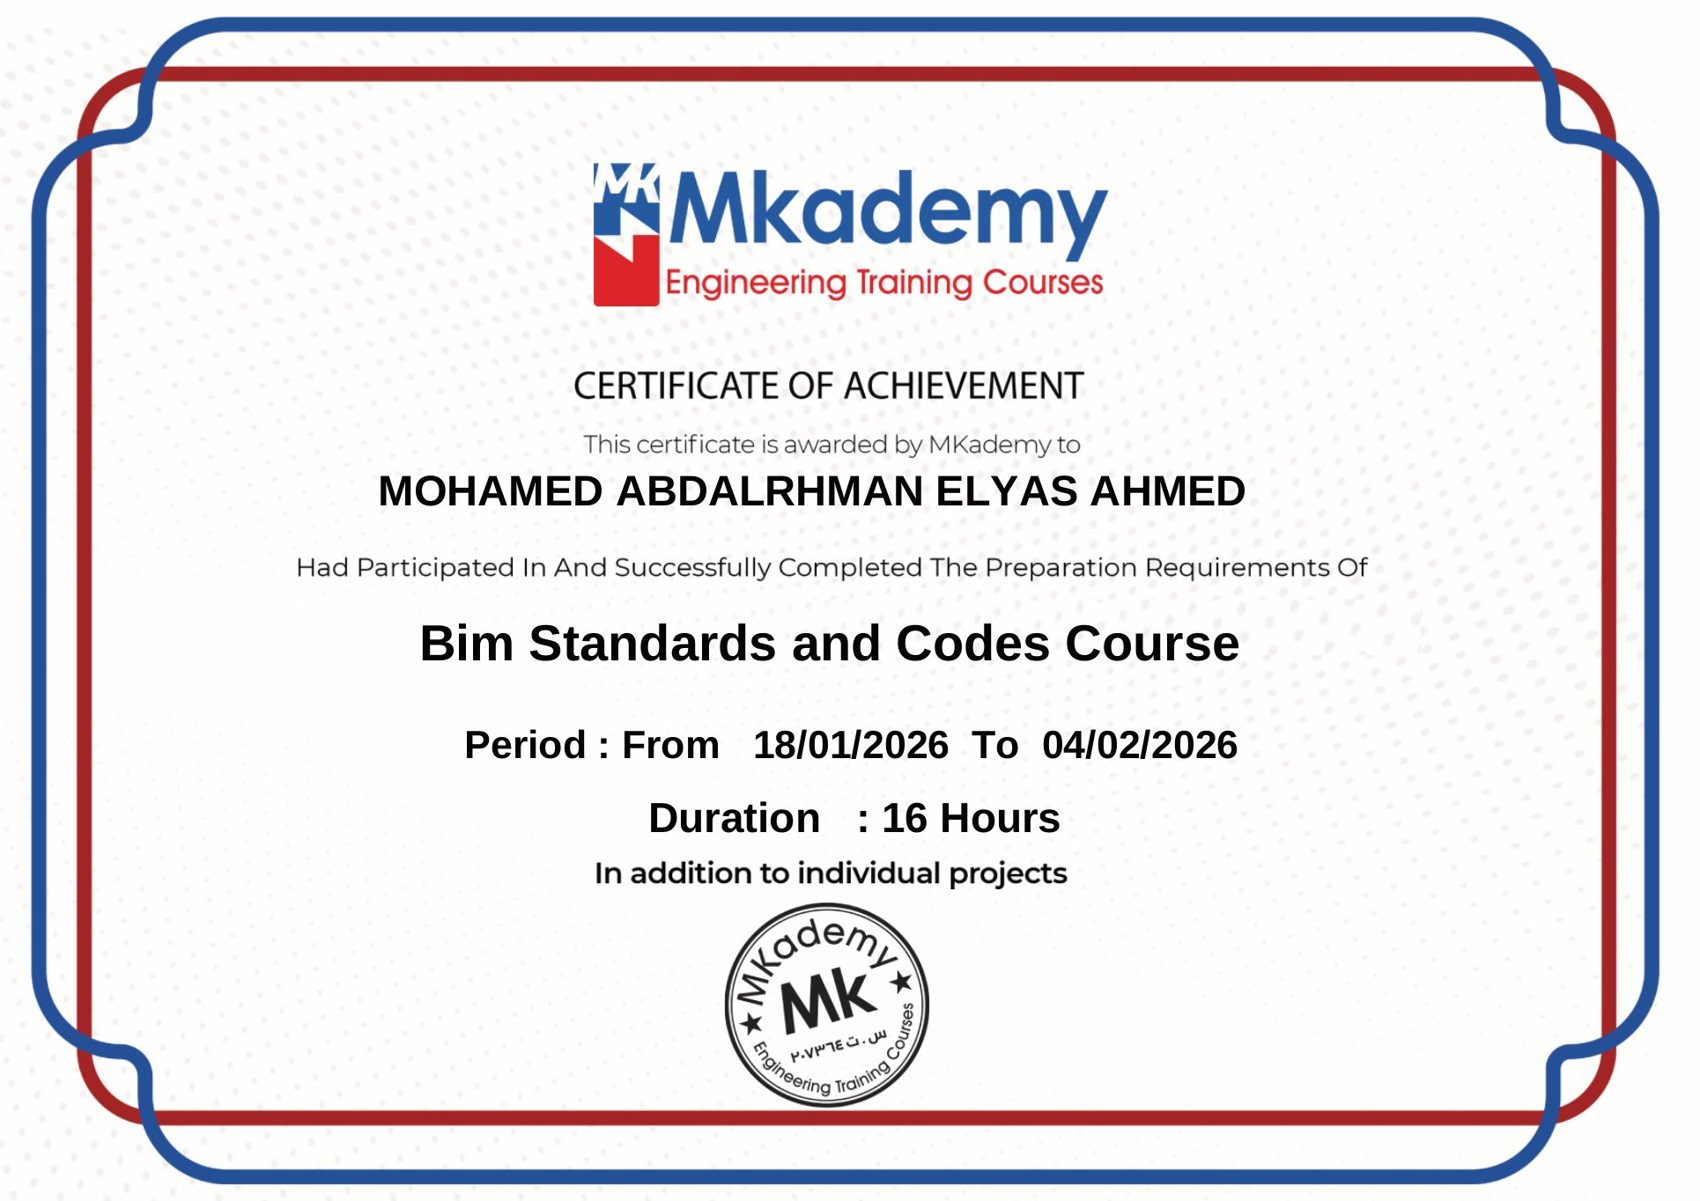 MK Mkademy
Engineering Training Courses
CERTIFICATE OF ACHIEVEMENT
This certificate is awarded by MKademy to
MOHAMED ABDALRHMAN ELYAS AHMED
Had Participated In And Successfully Completed The Preparation Requirements Of
Bim Standards and Codes Course
Period : From 18/01/2026 To 04/02/2026
Duration : 16 Hours
In addition to individual projects
MKademy
Mk
س.ت ٢٠٧٣٦٤
Engineering Training Courses